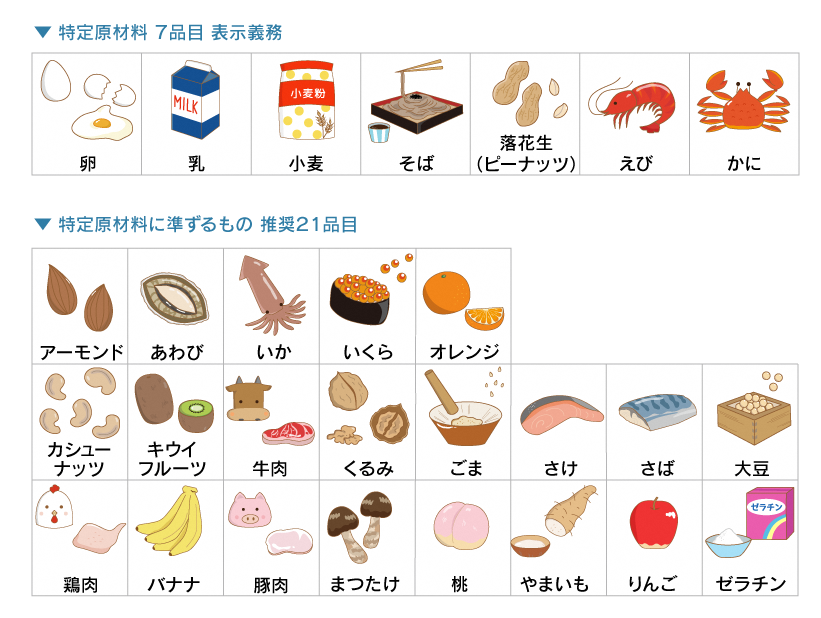 ▼ 特定原材料 7品目 表示義務
MILK
小麦粉
卵
乳
小麦
そば
落花生
(ピーナッツ)
えび
かに
▼ 特定原材料に準ずるもの 推奨21品目
アーモンド
あわび
いか
いくら
オレンジ
カシュー
ナッツ
キウイ
フルーツ
牛肉
くるみ
ごま
さけ
さば
大豆
ゼラチン
鶏肉
バナナ
豚肉
まつたけ
桃
やまいも
りんご
ゼラチン